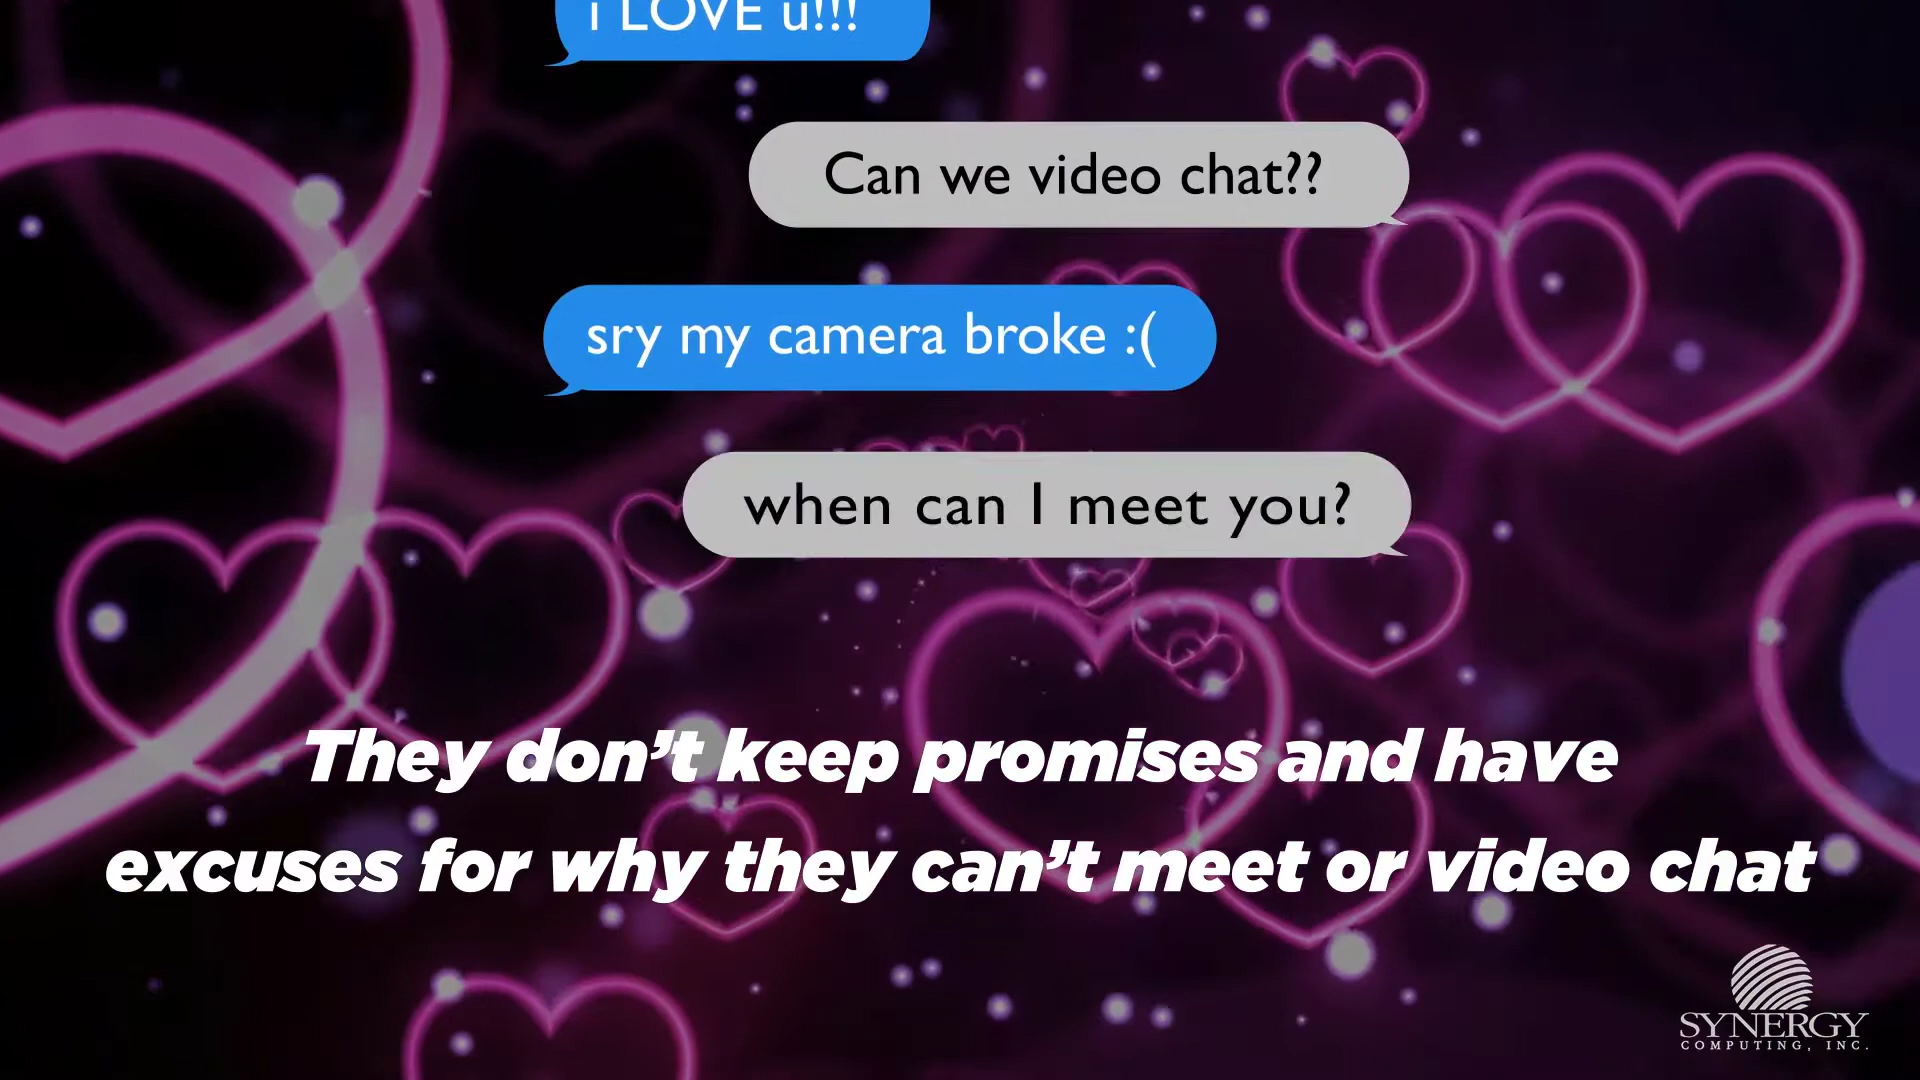 i LOVE u!!!
Can we video chat??
sry my camera broke :(
when can I meet you?
They don't keep promises and have
excuses for why they can't meet or video chat
SYNERGY
COMPUTING, INC.